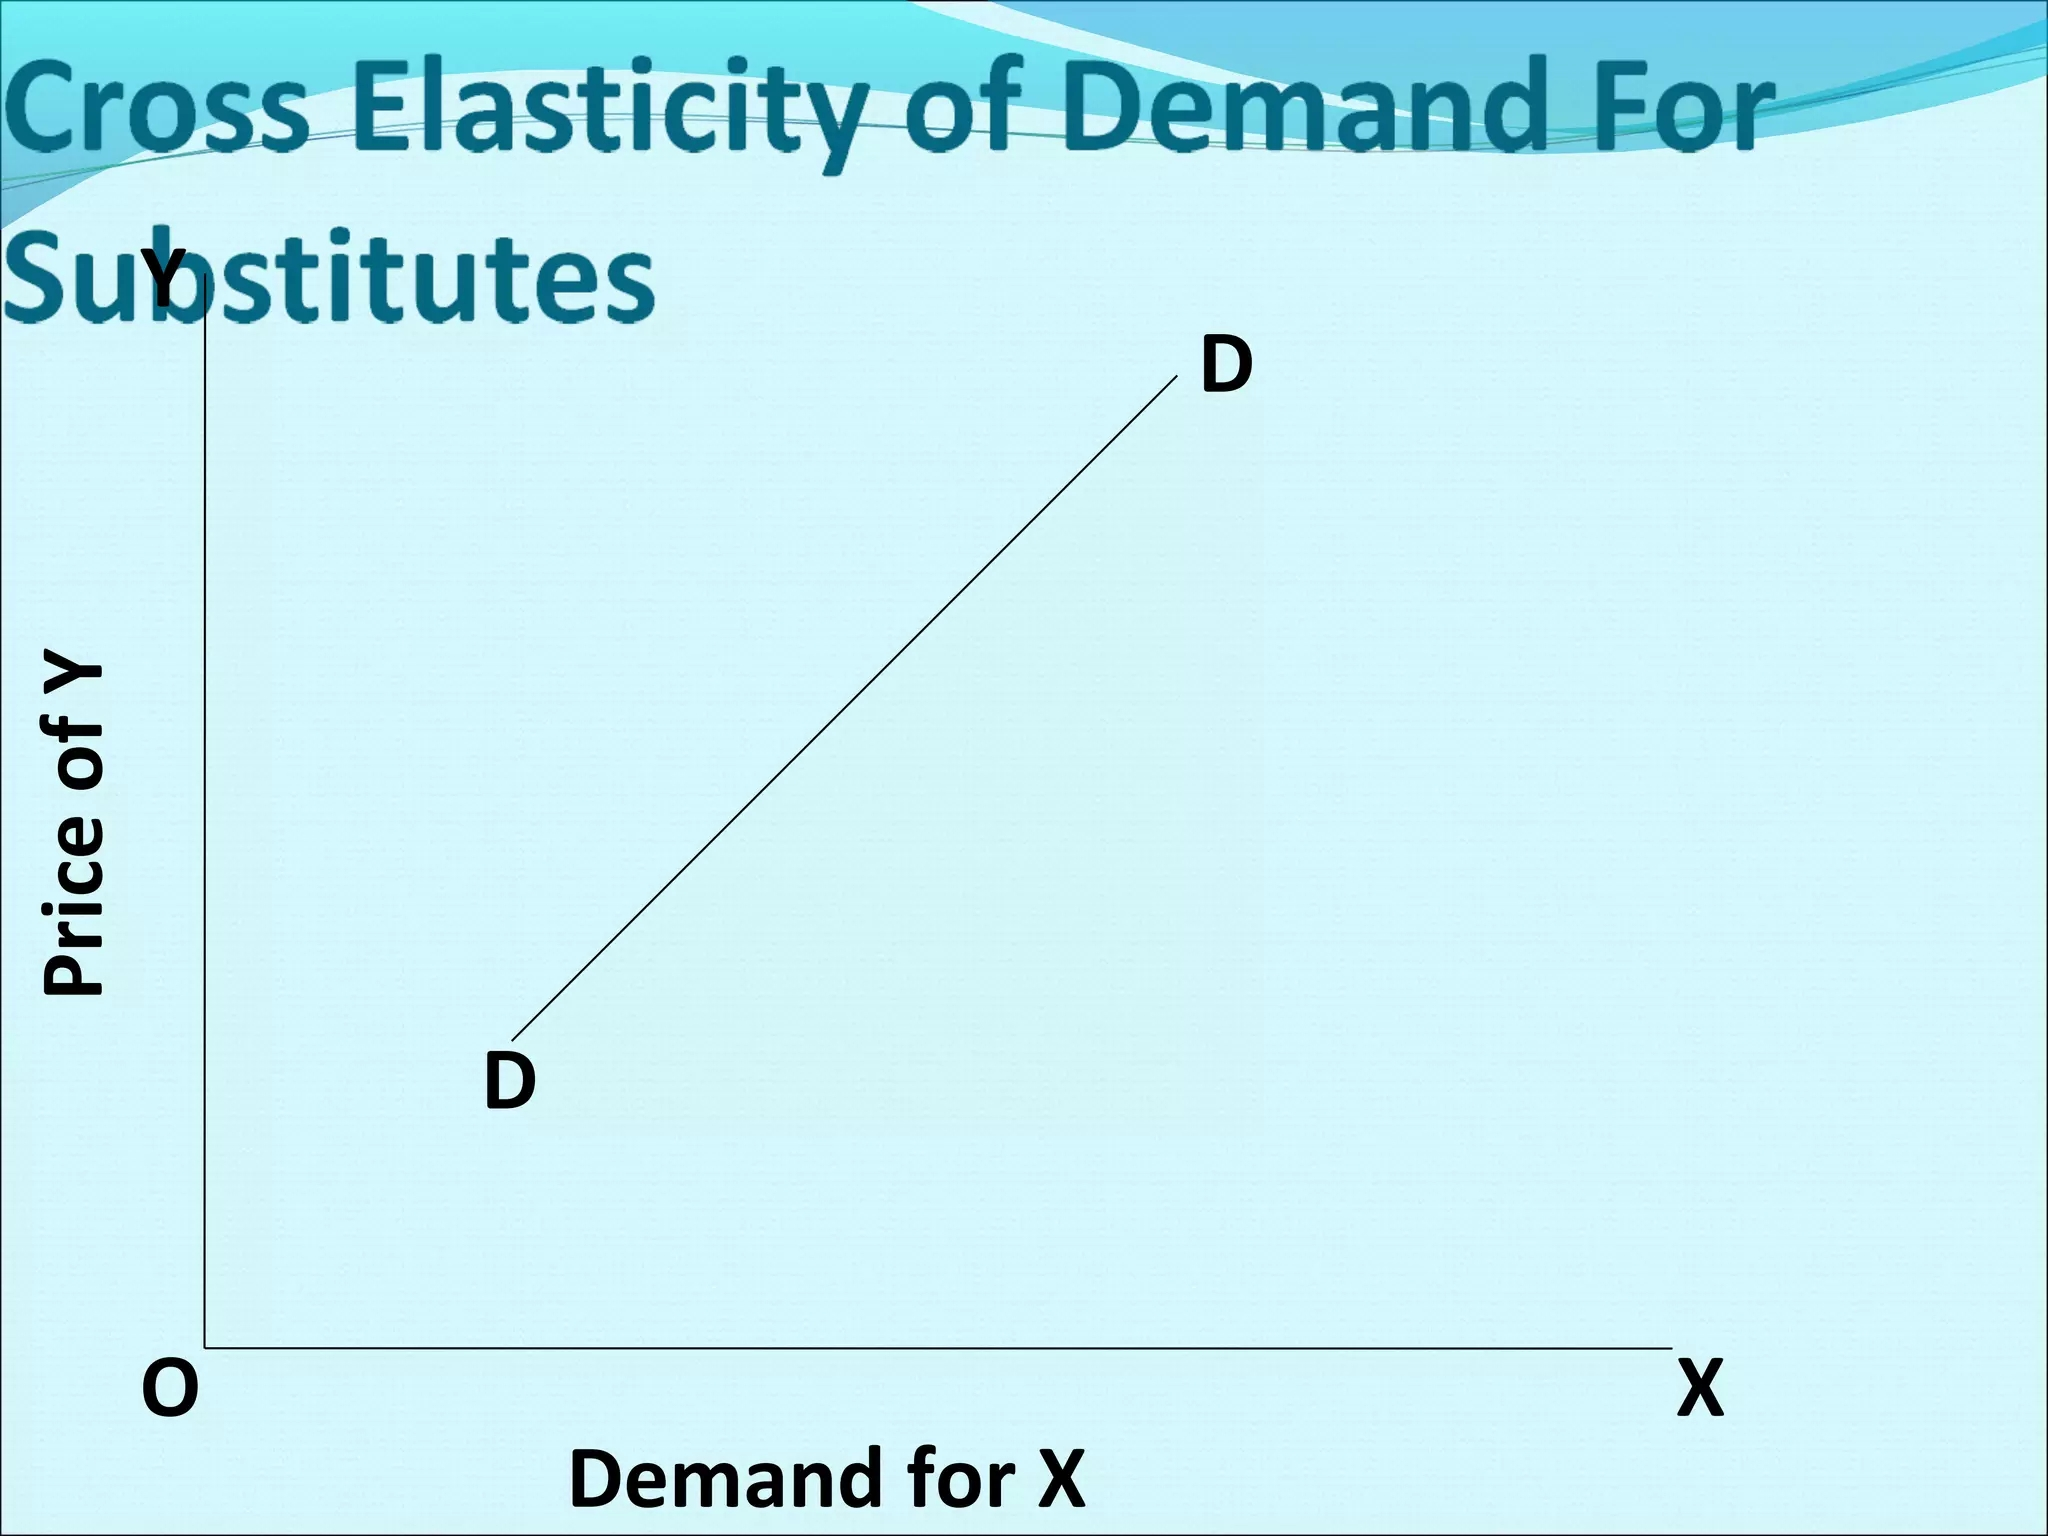 Cross Elasticity of Demand For
Substitutes
Y
D
Price of Y
D
O
X
Demand for X